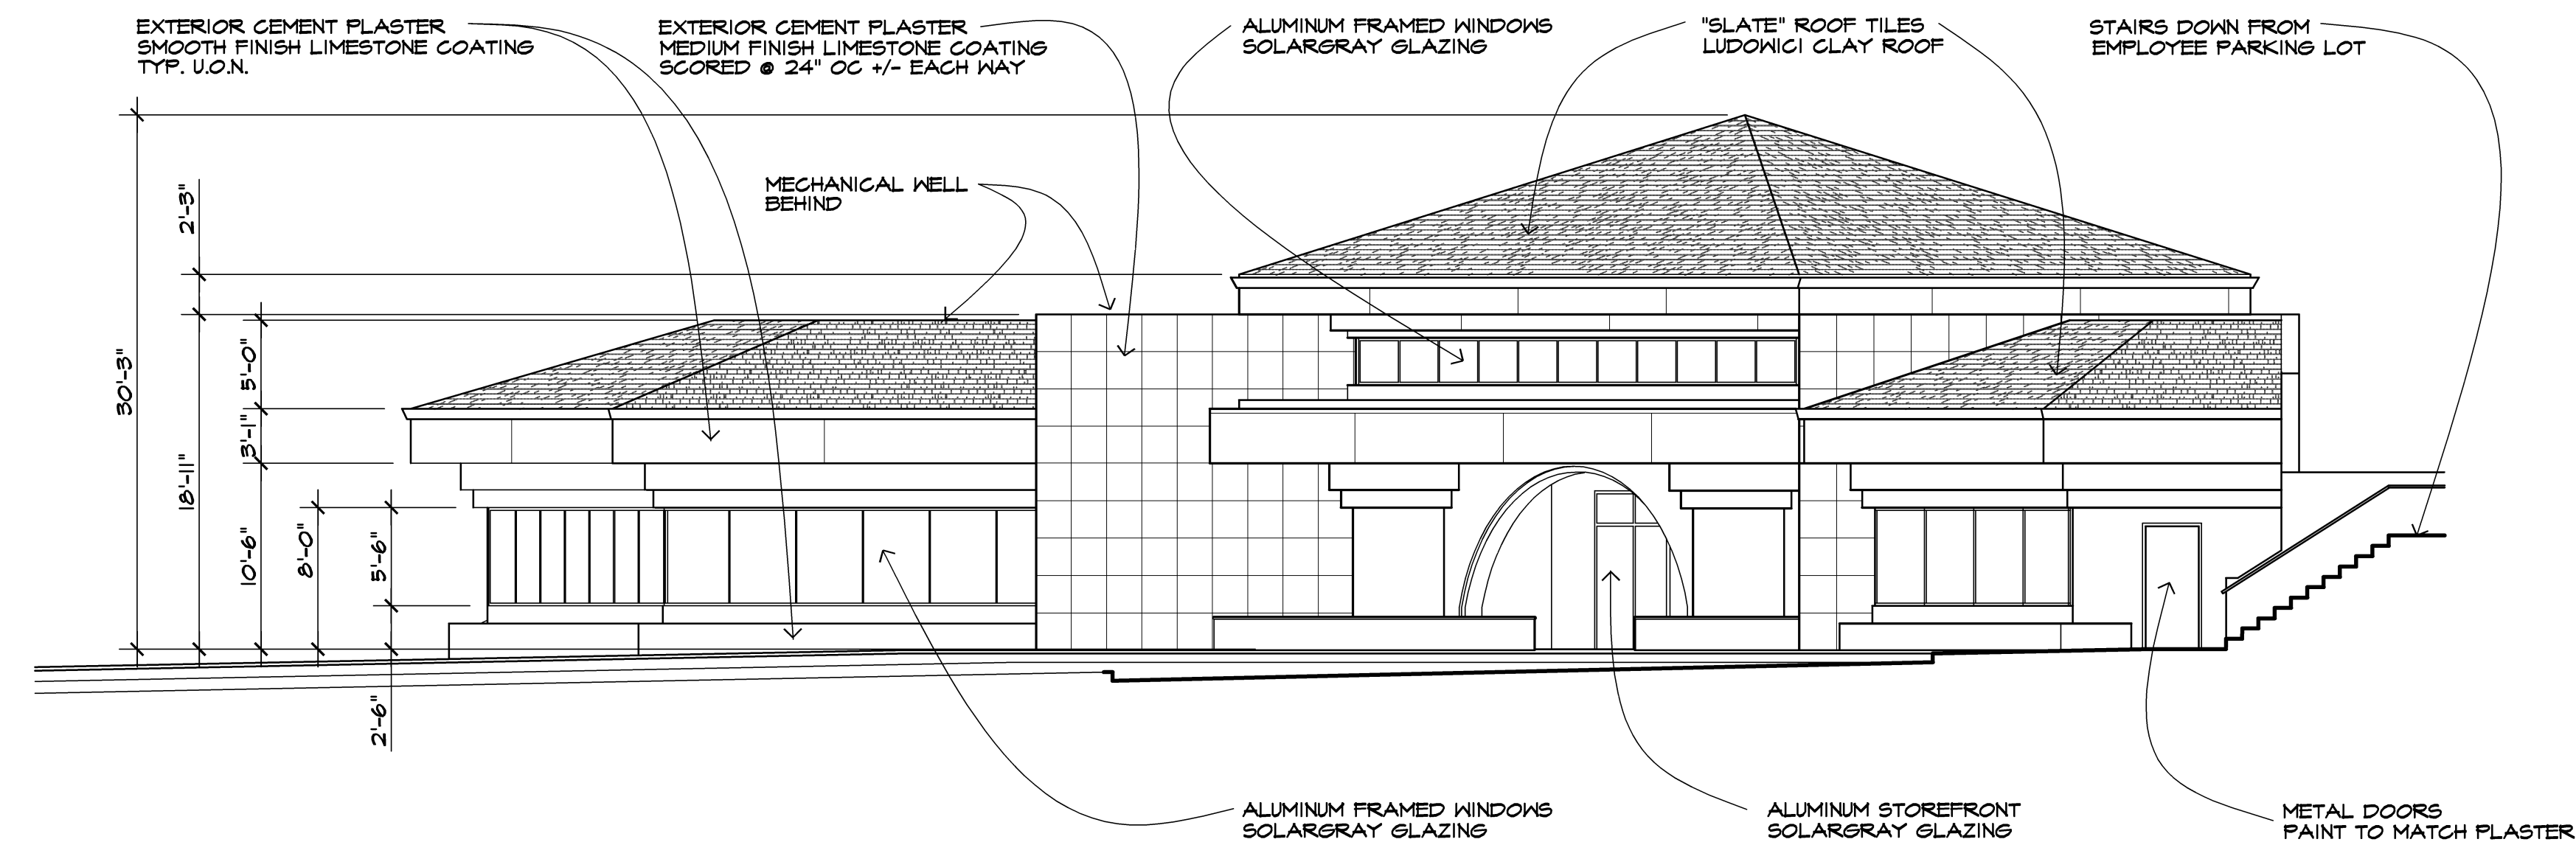 EXTERIOR CEMENT PLASTER
SMOOTH FINISH LIMESTONE COATING
TYP. U.O.N.
EXTERIOR CEMENT PLASTER
MEDIUM FINISH LIMESTONE COATING
SCORED @ 24" OC +/- EACH WAY
ALUMINUM FRAMED WINDOWS
SOLARGRAY GLAZING
"SLATE" ROOF TILES
LUDOWICI CLAY ROOF
STAIRS DOWN FROM
EMPLOYEE PARKING LOT
MECHANICAL WELL
BEHIND
30'-3"
2'-3"
18'-11"
5'-0"
3'-11"
10'-6"
8'-0"
5'-6"
2'-6"
ALUMINUM FRAMED WINDOWS
SOLARGRAY GLAZING
ALUMINUM STOREFRONT
SOLARGRAY GLAZING
METAL DOORS
PAINT TO MATCH PLASTER